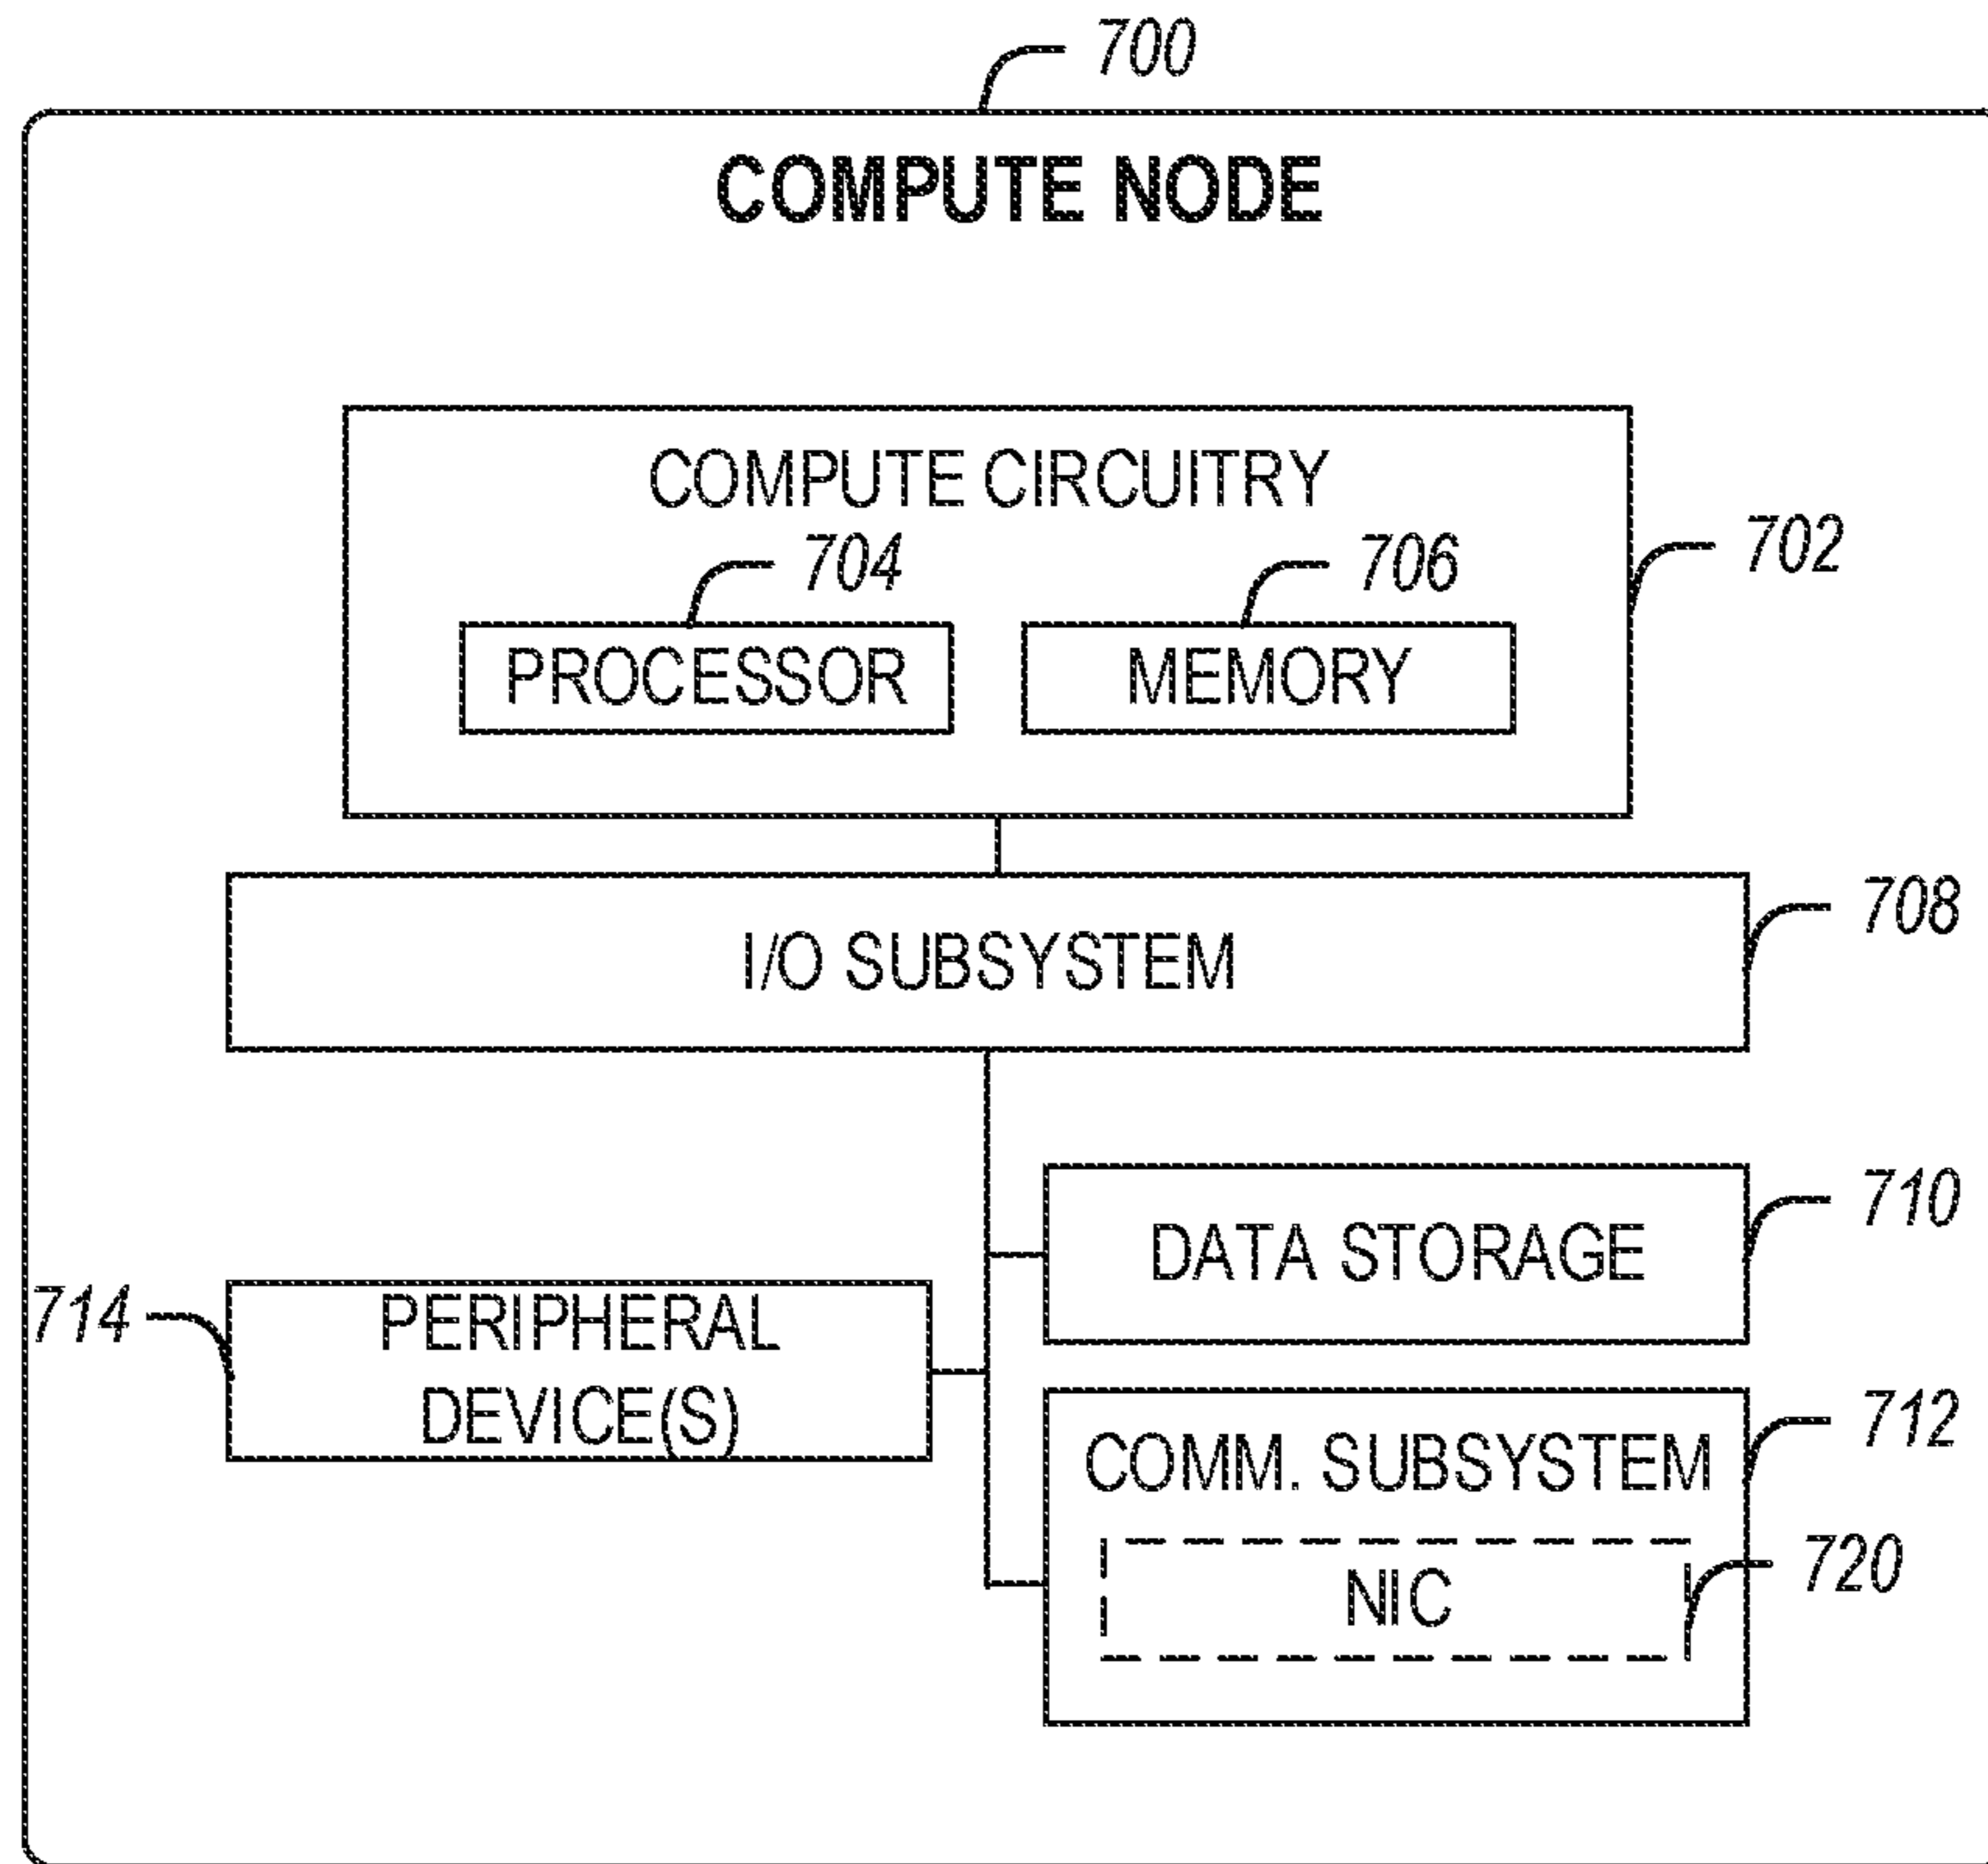 700
COMPUTE NODE
COMPUTE CIRCUITRY
704
706
702
PROCESSOR
MEMORY
708
I/O SUBSYSTEM
710
DATA STORAGE
714
PERIPHERAL
DEVICE(S)
712
COMM. SUBSYSTEM
720
NIC